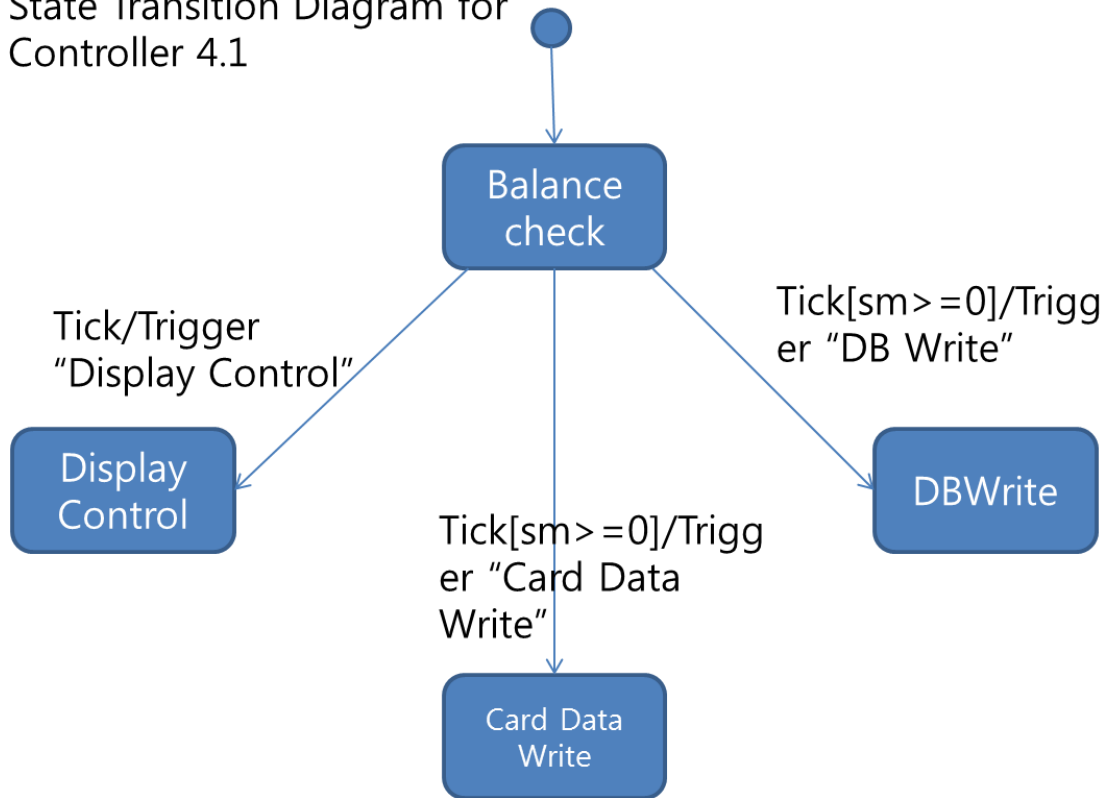 State Transition Diagram for
Controller 4.1
Balance
check
Tick/Trigger
“Display Control”
Tick[sm>=0]/Trigg
er “DB Write”
Display
Control
DBWrite
Tick[sm>=0]/Trigg
er “Card Data
Write”
Card Data
Write